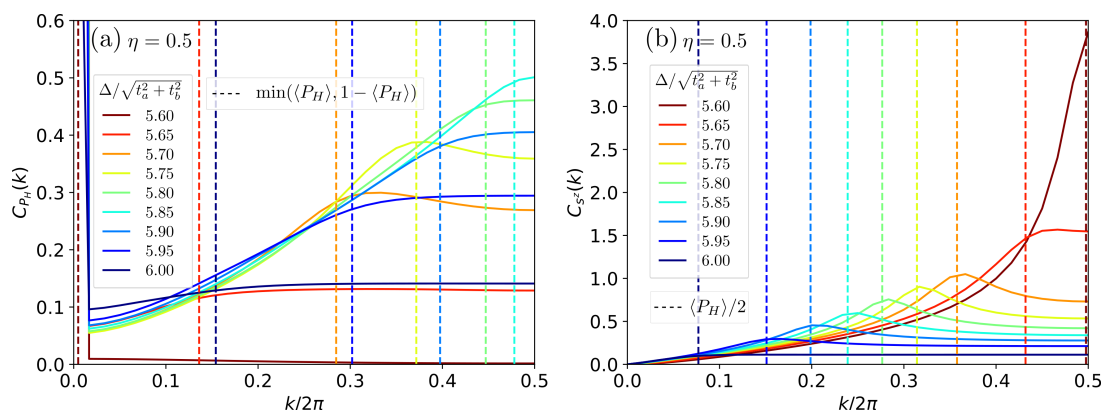 (a) η = 0.5
Δ/√t_a^2 + t_b^2
5.60
5.65
5.70
5.75
5.80
5.85
5.90
5.95
6.00
min(⟨P_H⟩, 1 − ⟨P_H⟩)
C_{P_a}(k)
0.6
0.5
0.4
0.3
0.2
0.1
0.0
0.0 0.1 0.2 0.3 0.4 0.5
k/2π
(b) η = 0.5
Δ/√t_a^2 + t_b^2
5.60
5.65
5.70
5.75
5.80
5.85
5.90
5.95
6.00
⟨P_H⟩/2
C_{s^z}(k)
4.0
3.5
3.0
2.5
2.0
1.5
1.0
0.5
0.0
0.0 0.1 0.2 0.3 0.4 0.5
k/2π